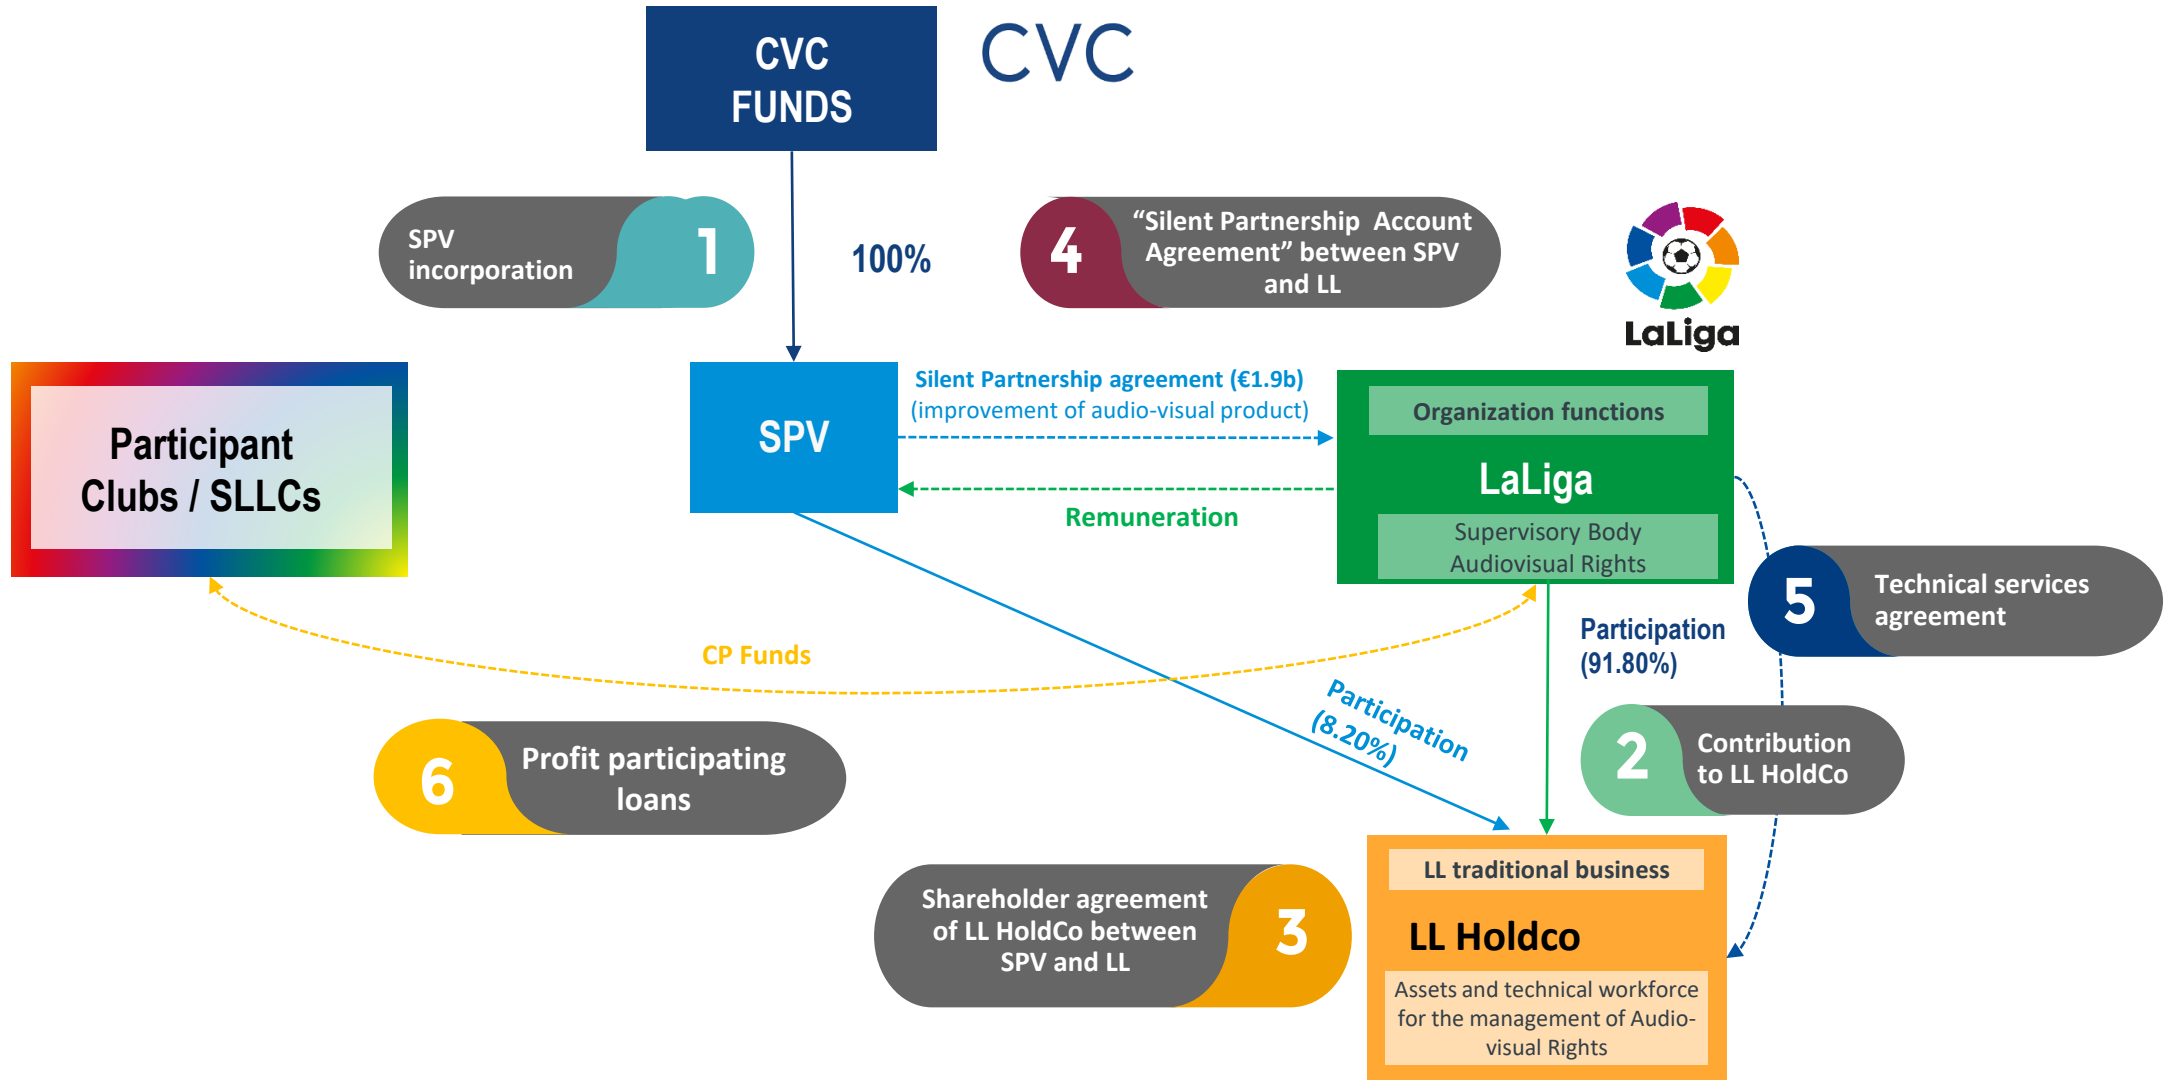 CVC
FUNDS
CVC
SPV
incorporation
1
100%
4
“Silent Partnership Account
Agreement” between SPV
and LL
LaLiga
Participant
Clubs / SLLCs
SPV
Silent Partnership agreement (€1.9b)
(improvement of audio-visual product)
Remuneration
Organization functions
LaLiga
Supervisory Body
Audiovisual Rights
5
Technical services
agreement
CP Funds
Participation
(91.80%)
Participation
(8.20%)
2
Contribution
to LL HoldCo
6
Profit participating
loans
Shareholder agreement
of LL HoldCo between
SPV and LL
3
LL traditional business
LL Holdco
Assets and technical workforce
for the management of Audio-
visual Rights